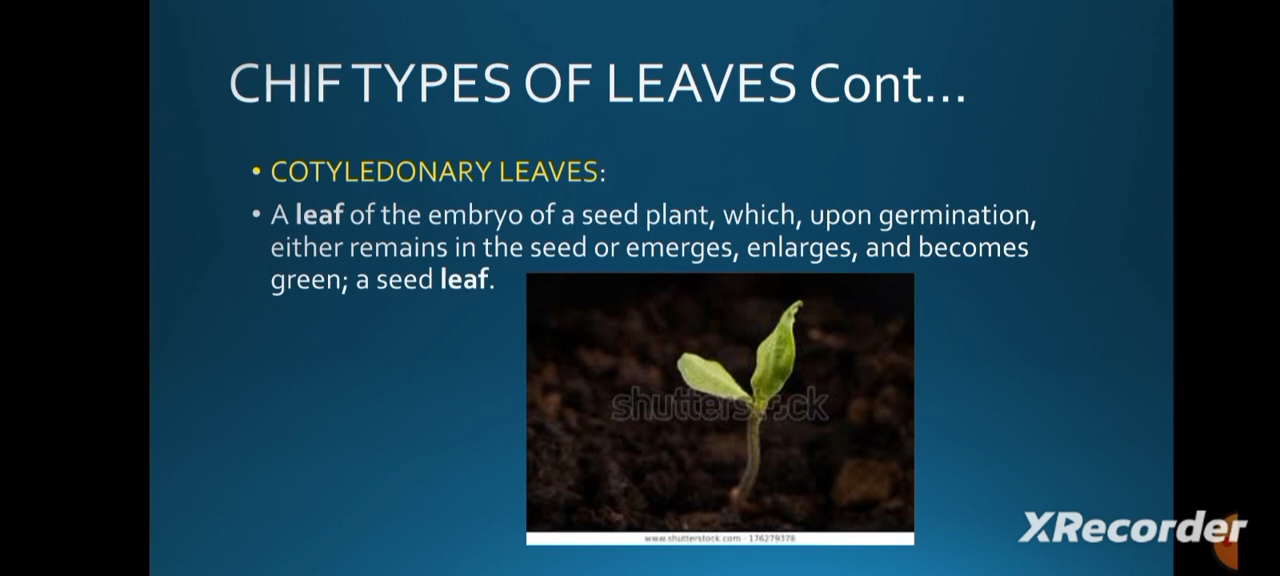 CHIF TYPES OF LEAVES Cont...
• COTYLEDONARY LEAVES:
• A leaf of the embryo of a seed plant, which, upon germination,
either remains in the seed or emerges, enlarges, and becomes
green; a seed leaf.
shutterstock
www.shutterstock.com · 176279378
XRecorder